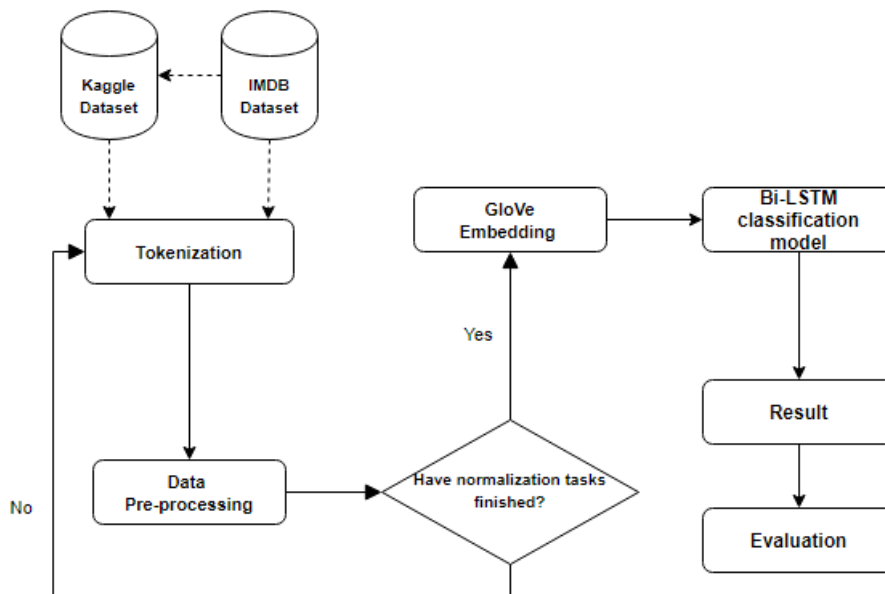 Kaggle
Dataset
IMDB
Dataset
Tokenization
GloVe
Embedding
Bi-LSTM
classification
model
Yes
Result
Data
Pre-processing
Have normalization tasks
finished?
No
Evaluation